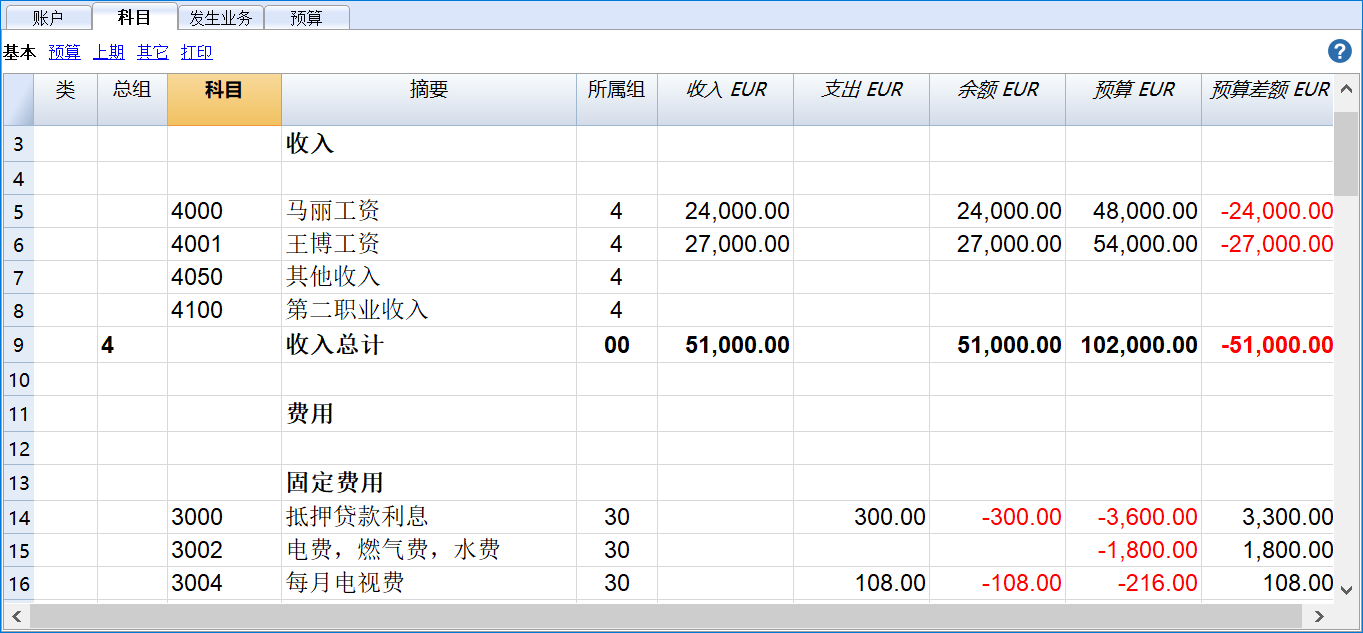 账户 科目 发生业务 预算
基本 预算 上期 其它 打印 ?
类 总组 科目 摘要 所属组 收入 EUR 支出 EUR 余额 EUR 预算 EUR 预算差额 EUR
3 收入
4
5 4000 马丽工资 4 24,000.00 24,000.00 48,000.00 -24,000.00
6 4001 王博工资 4 27,000.00 27,000.00 54,000.00 -27,000.00
7 4050 其他收入 4
8 4100 第二职业收入 4
9 4 收入总计 00 51,000.00 51,000.00 102,000.00 -51,000.00
10
11 费用
12
13 固定费用
14 3000 抵押贷款利息 30 300.00 -300.00 -3,600.00 3,300.00
15 3002 电费，燃气费，水费 30 -1,800.00 1,800.00
16 3004 每月电视费 30 108.00 -108.00 -216.00 108.00